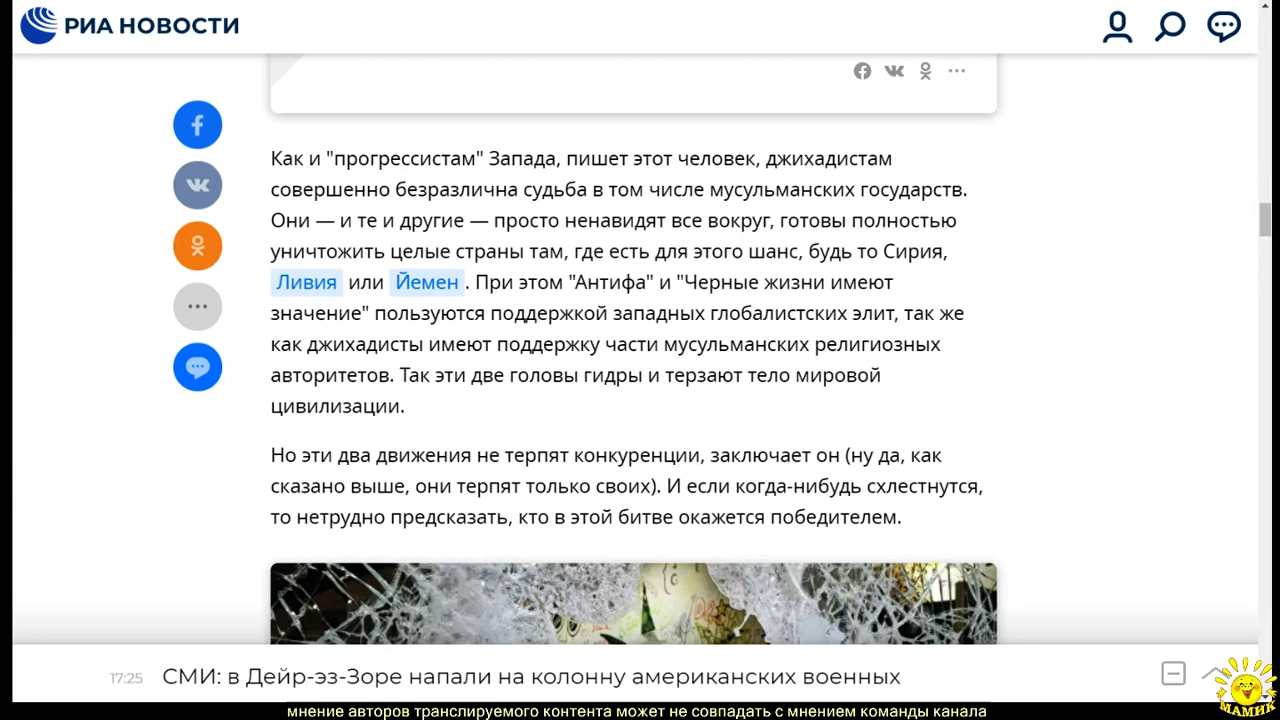 РИА НОВОСТИ
Как и "прогрессистам" Запада, пишет этот человек, джихадистам
совершенно безразлична судьба в том числе мусульманских государств.
Они — и те и другие — просто ненавидят все вокруг, готовы полностью
уничтожить целые страны там, где есть для этого шанс, будь то Сирия,
Ливия или Йемен. При этом "Антифа" и "Черные жизни имеют
значение" пользуются поддержкой западных глобалистских элит, так же
как джихадисты имеют поддержку части мусульманских религиозных
авторитетов. Так эти две головы гидры и терзают тело мировой
цивилизации.
Но эти два движения не терпят конкуренции, заключает он (ну да, как
сказано выше, они терпят только своих). И если когда-нибудь схлестнутся,
то нетрудно предсказать, кто в этой битве окажется победителем.
17:25 СМИ: в Дейр-эз-Зоре напали на колонну американских военных
МАМИК
мнение авторов транслируемого контента может не совпадать с мнением команды канала